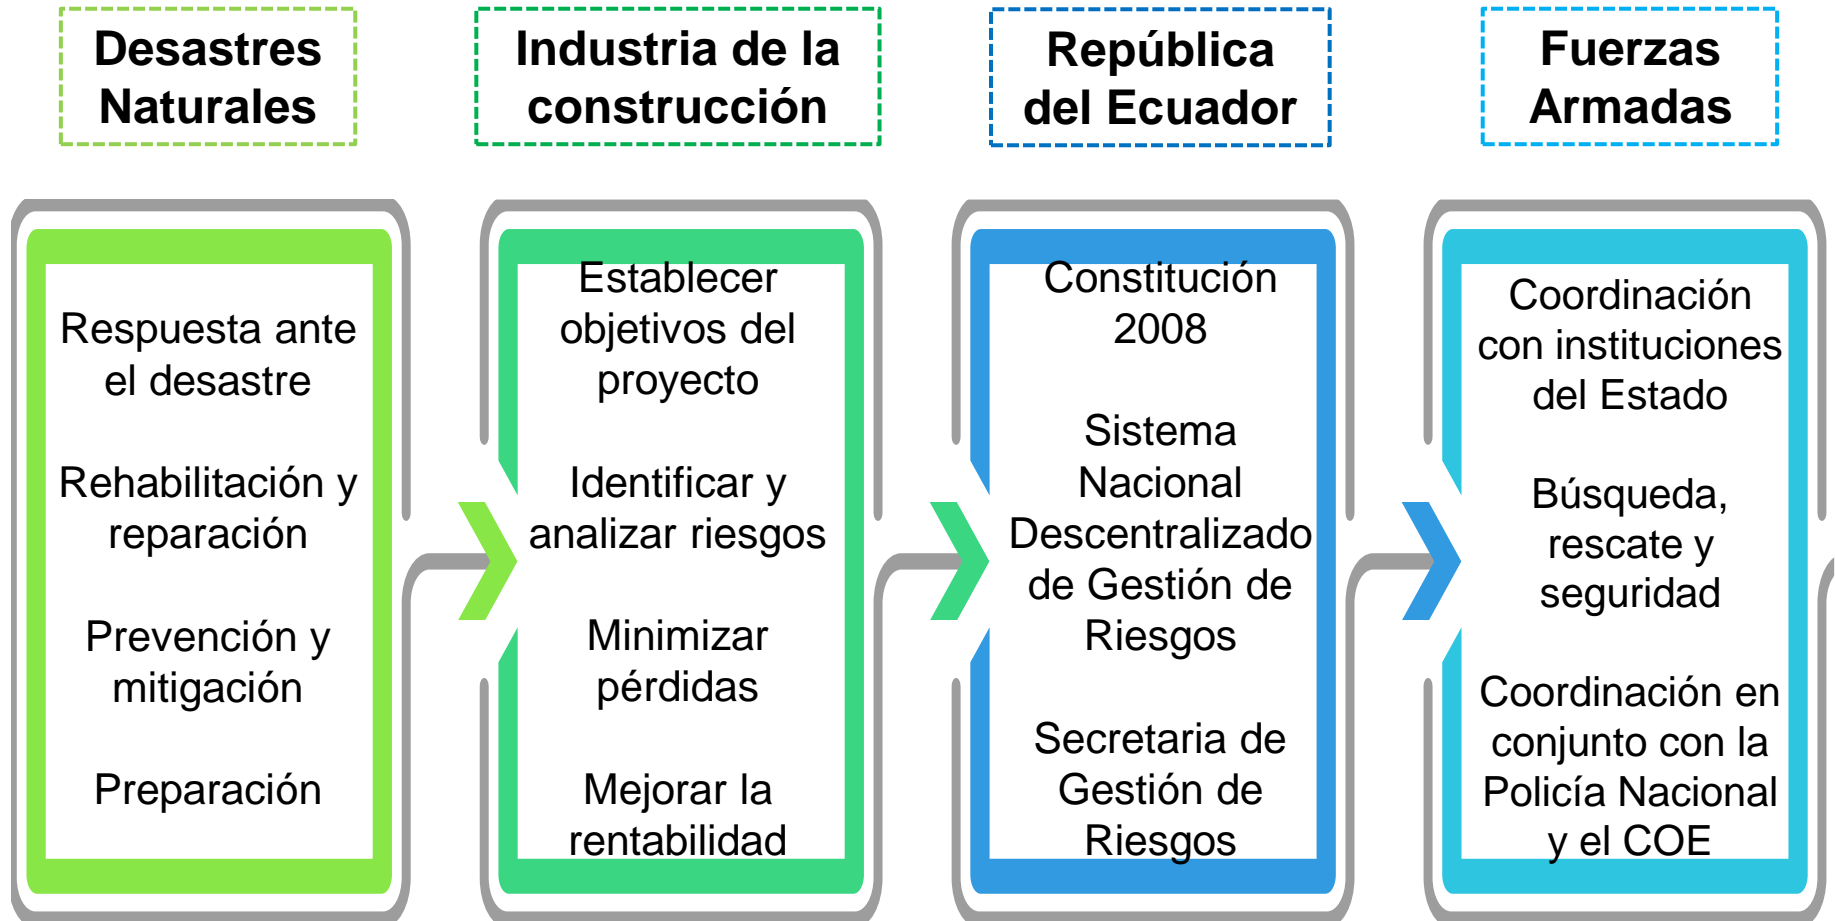 Desastres
Naturales
Industria de la
construcción
República
del Ecuador
Fuerzas
Armadas
Respuesta ante
el desastre
Rehabilitación y
reparación
Prevención y
mitigación
Preparación
Establecer
objetivos del
proyecto
Identificar y
analizar riesgos
Minimizar
pérdidas
Mejorar la
rentabilidad
Constitución
2008
Sistema
Nacional
Descentralizado
de Gestión de
Riesgos
Secretaria de
Gestión de
Riesgos
Coordinación
con instituciones
del Estado
Búsqueda,
rescate y
seguridad
Coordinación en
conjunto con la
Policía Nacional
y el COE